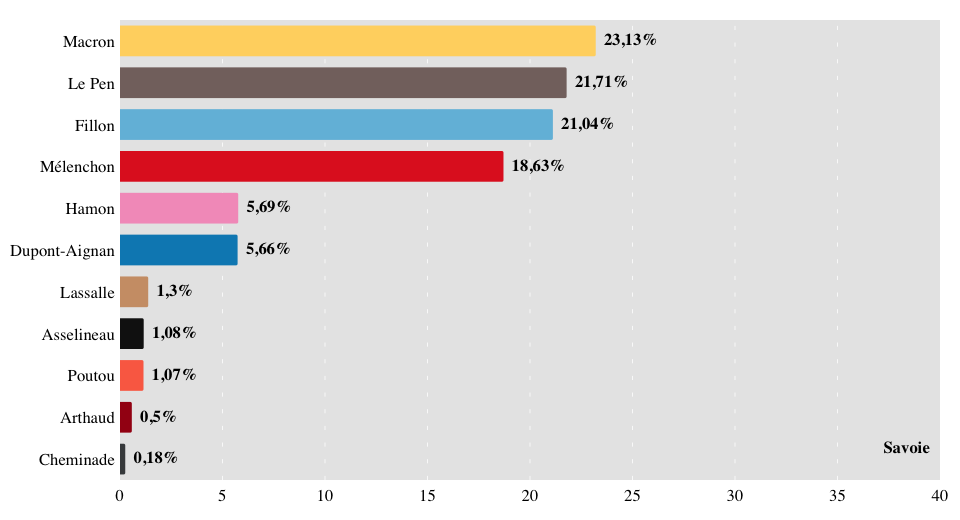 Macron 23,13%
Le Pen 21,71%
Fillon 21,04%
Mélenchon 18,63%
Hamon 5,69%
Dupont-Aignan 5,66%
Lassalle 1,3%
Asselineau 1,08%
Poutou 1,07%
Arthaud 0,5%
Savoie
Cheminade 0,18%
0 5 10 15 20 25 30 35 40